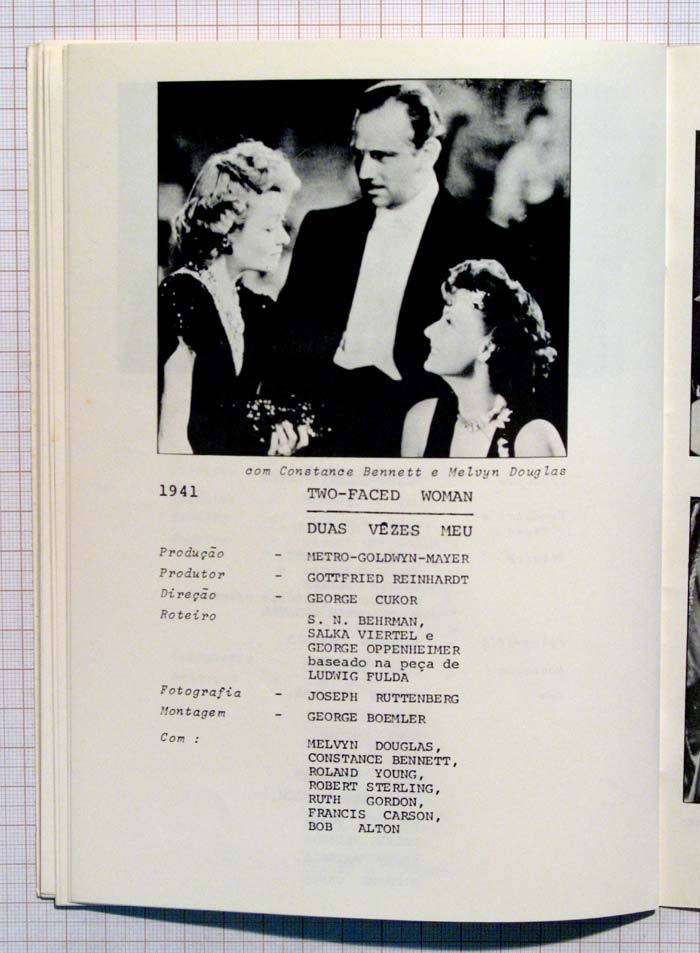 com Constance Bennett e Melvyn Douglas
1941 TWO-FACED WOMAN
DUAS VÊZES MEU
Produção - METRO-GOLDWYN-MAYER
Produtor - GOTTFRIED REINHARDT
Direção - GEORGE CUKOR
Roteiro S. N. BEHRMAN,
SALKA VIERTEL e
GEORGE OPPENHEIMER
baseado na peça de
LUDWIG FULDA
Fotografia - JOSEPH RUTTENBERG
Montagem - GEORGE BOEMLER
Com : MELVYN DOUGLAS,
CONSTANCE BENNETT,
ROLAND YOUNG,
ROBERT STERLING,
RUTH GORDON,
FRANCIS CARSON,
BOB ALTON